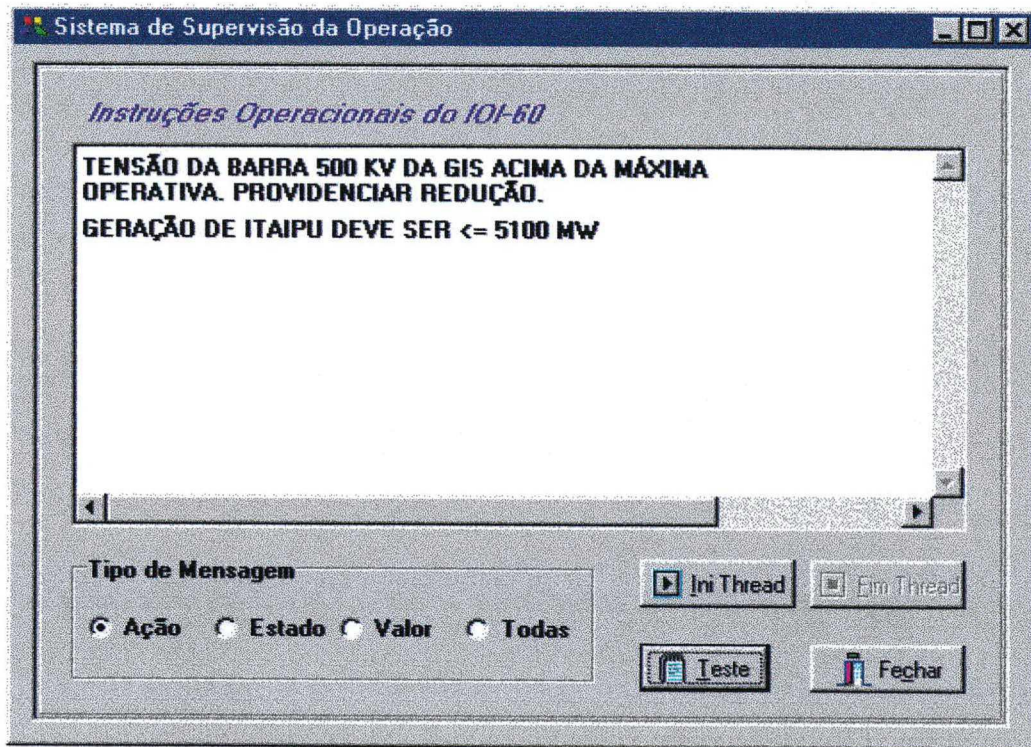 Sistema de Supervisão da Operação
Instruções Operacionais do IOI-60
TENSÃO DA BARRA 500 KV DA GIS ACIMA DA MÁXIMA
OPERATIVA. PROVIDENCIAR REDUÇÃO.
GERAÇÃO DE ITAIPU DEVE SER <= 5100 MW
Tipo de Mensagem
Ação Estado Valor Todas
Ini Thread Fim Thread
Teste Fechar